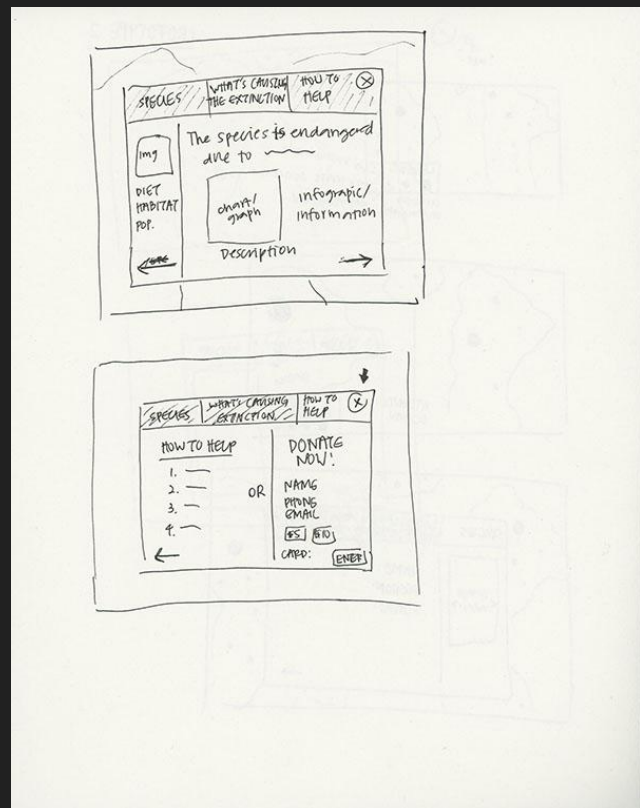 SPECIES
WHAT'S CAUSING
THE EXTINCTION
HOW TO
HELP
X
img
DIET
HABITAT
POP.
The species is endangered
due to
chart/
graph
infograpic/
information
Description
SPECIES
WHAT'S CAUSING
EXTINCTION
HOW TO
HELP
X
HOW TO HELP
1.
2.
3.
4.
OR
DONATE
NOW!
NAME
PHONE
EMAIL
$5 $10
CARD: ENTER